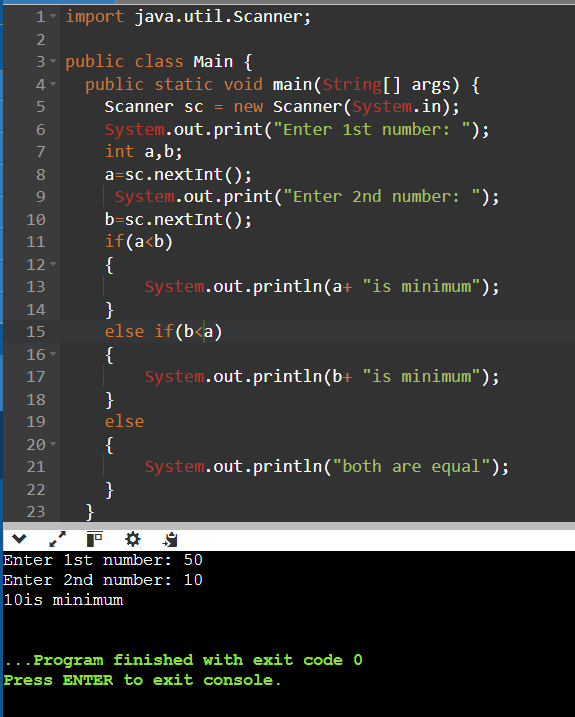 1 import java.util.Scanner;
2
3 public class Main {
4 public static void main(String[] args) {
5 Scanner sc = new Scanner(System.in);
6 System.out.print("Enter 1st number: ");
7 int a,b;
8 a=sc.nextInt();
9 System.out.print("Enter 2nd number: ");
10 b=sc.nextInt();
11 if(a<b)
12 {
13 System.out.println(a+ "is minimum");
14 }
15 else if(b<a)
16 {
17 System.out.println(b+ "is minimum");
18 }
19 else
20 {
21 System.out.println("both are equal");
22 }
23 }
Enter 1st number: 50
Enter 2nd number: 10
10is minimum
...Program finished with exit code 0
Press ENTER to exit console.